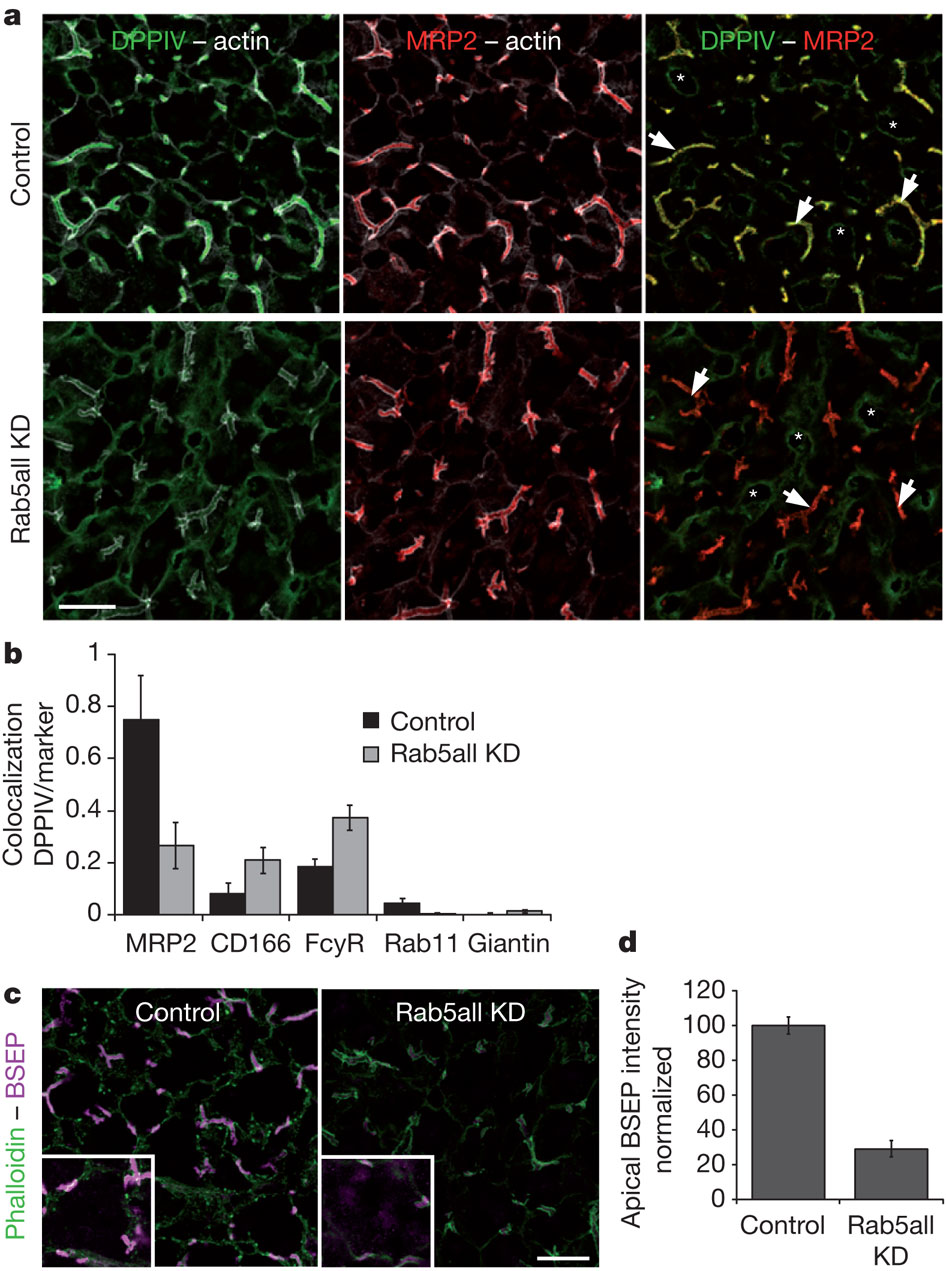 a
DPPIV – actin
MRP2 – actin
DPPIV – MRP2
Control
*
*
*
Rab5all KD
*
*
*
b
Colocalization
DPPIV/marker
1
0.8
0.6
0.4
0.2
0
Control
Rab5all KD
MRP2 CD166 FcyR Rab11 Giantin
c
Phalloidin – BSEP
Control
Rab5all KD
d
Apical BSEP intensity
normalized
120
100
80
60
40
20
0
Control
Rab5all
KD